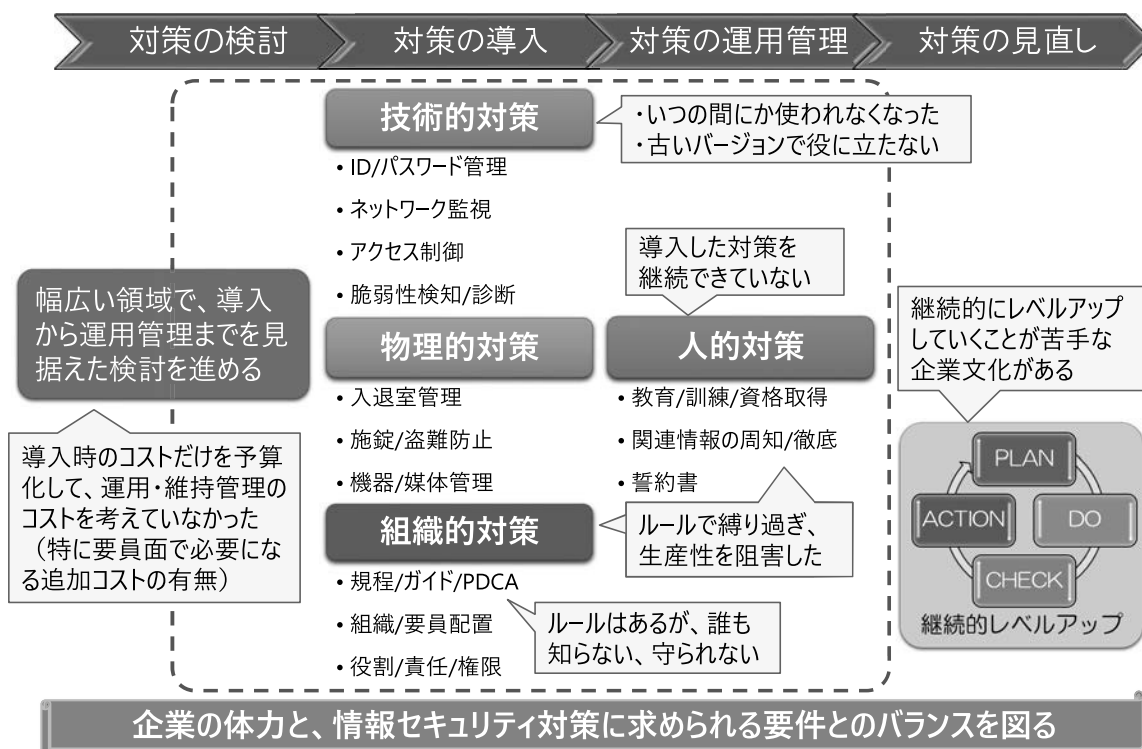 対策の検討
対策の導入
対策の運用管理
対策の見直し
技術的対策
・いつの間にか使われなくなった
・古いバージョンで役に立たない
• ID/パスワード管理
• ネットワーク監視
• アクセス制御
• 脆弱性検知/診断
導入した対策を
継続できていない
幅広い領域で、導入
から運用管理までを見
据えた検討を進める
継続的にレベルアップ
していくことが苦手な
企業文化がある
物理的対策
人的対策
• 入退室管理
• 施錠/盗難防止
• 機器/媒体管理
• 教育/訓練/資格取得
• 関連情報の周知/徹底
• 誓約書
導入時のコストだけを予算
化して、運用・維持管理の
コストを考えていなかった
（特に要員面で必要にな
る追加コストの有無）
組織的対策
ルールで縛り過ぎ、
生産性を阻害した
• 規程/ガイド/PDCA
• 組織/要員配置
• 役割/責任/権限
ルールはあるが、誰も
知らない、守られない
PLAN
ACTION
DO
CHECK
継続的レベルアップ
企業の体力と、情報セキュリティ対策に求められる要件とのバランスを図る